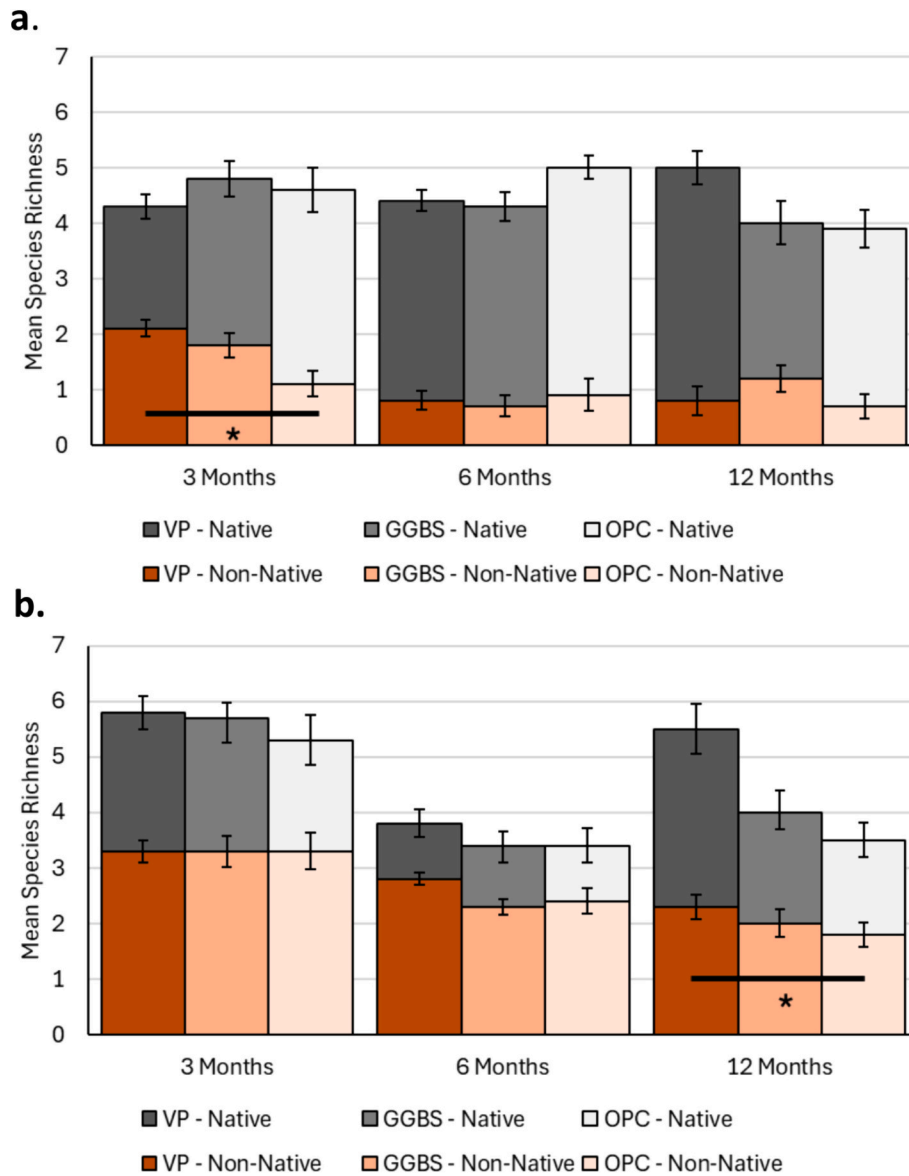 a.
7
6
5
4
3
2
1
0
Mean Species Richness
*
3 Months 6 Months 12 Months
VP - Native GGBS - Native OPC - Native
VP - Non-Native GGBS - Non-Native OPC - Non-Native
b.
7
6
5
4
3
2
1
0
Mean Species Richness
*
3 Months 6 Months 12 Months
VP - Native GGBS - Native OPC - Native
VP - Non-Native GGBS - Non-Native OPC - Non-Native